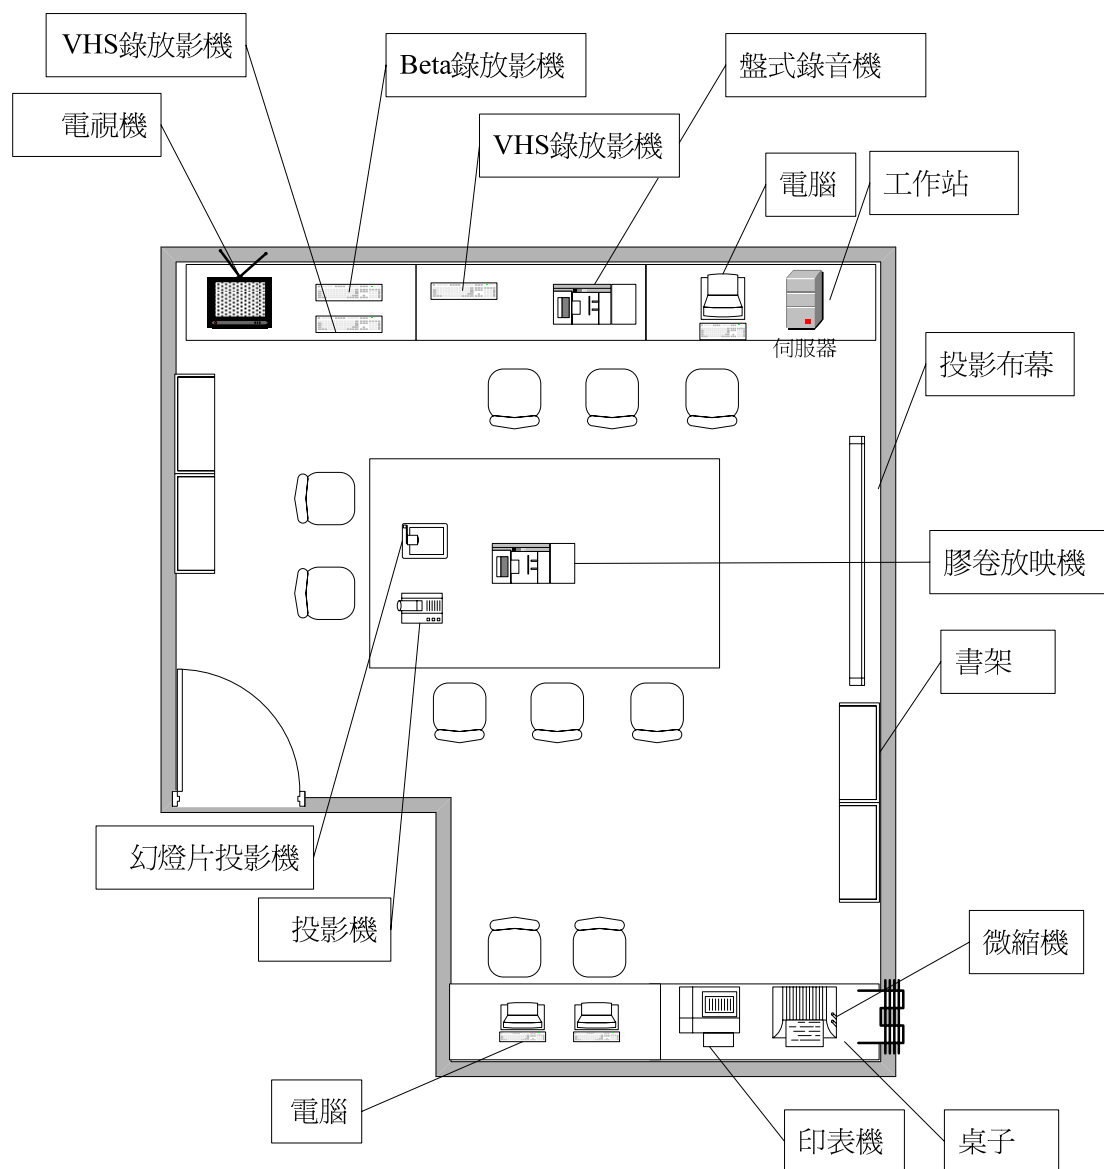 VHS錄放影機
Beta錄放影機
盤式錄音機
電視機
VHS錄放影機
電腦
工作站
伺服器
投影布幕
膠卷放映機
書架
幻燈片投影機
投影機
微縮機
電腦
印表機
桌子